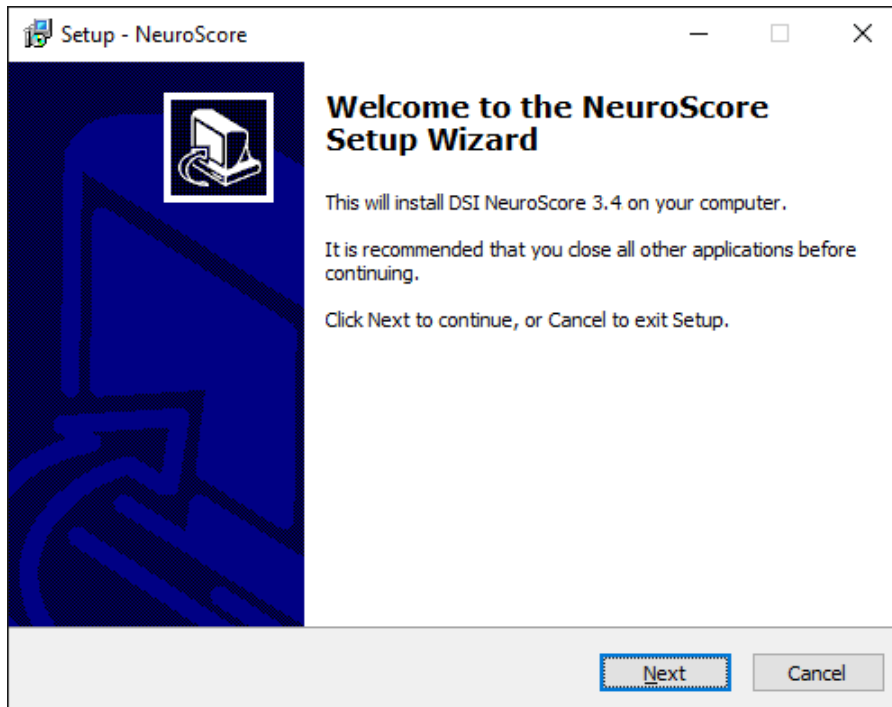 Setup - NeuroScore
Welcome to the NeuroScore
Setup Wizard
This will install DSI NeuroScore 3.4 on your computer.
It is recommended that you close all other applications before
continuing.
Click Next to continue, or Cancel to exit Setup.
Next
Cancel